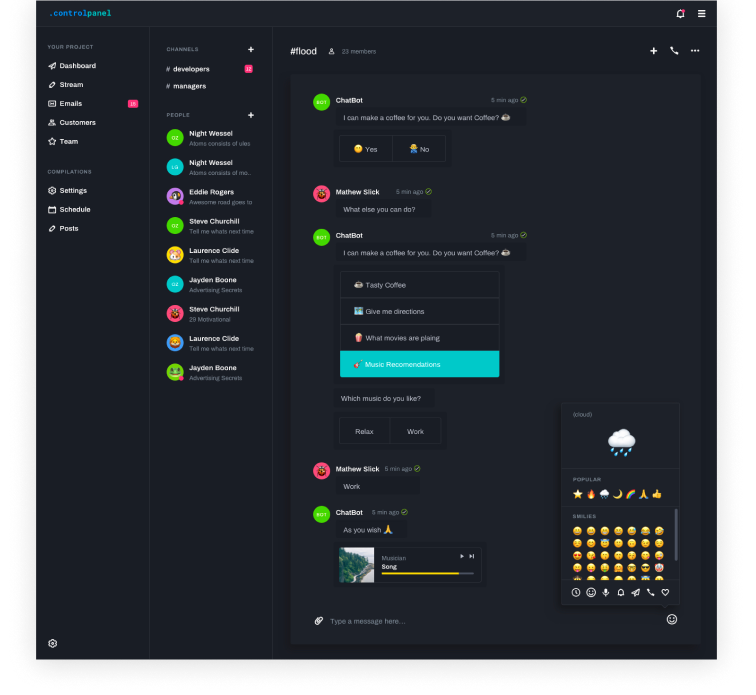 .controlpanel
YOUR PROJECT
Dashboard
Stream
Emails
Customers
Team
COMPILATIONS
Settings
Schedule
Posts
CHANNELS
# developers
# managers
PEOPLE
OZ Night Wessel
Atoms consists of ules
LG Night Wessel
Atoms consists of mo..
Eddie Rogers
Awesome road goes to
OZ Steve Churchill
Tell me whats next time
Laurence Clide
Tell me whats next time
Jayden Boone
Advertising Secrets
Steve Churchill
29 Motivational
Laurence Clide
Tell me whats next time
Jayden Boone
Advertising Secrets
#flood 23 members
BOT ChatBot 5 min ago
I can make a coffee for you. Do you want Coffee?
Yes No
Mathew Slick 5 min ago
What else you can do?
BOT ChatBot 5 min ago
I can make a coffee for you. Do you want Coffee?
Tasty Coffee
Give me directions
What movies are plaing
Music Recomendations
Which music do you like?
Relax Work
Mathew Slick 5 min ago
Work
BOT ChatBot 5 min ago
As you wish
Musician
Song
Type a message here...
(cloud)
POPULAR
SMILIES